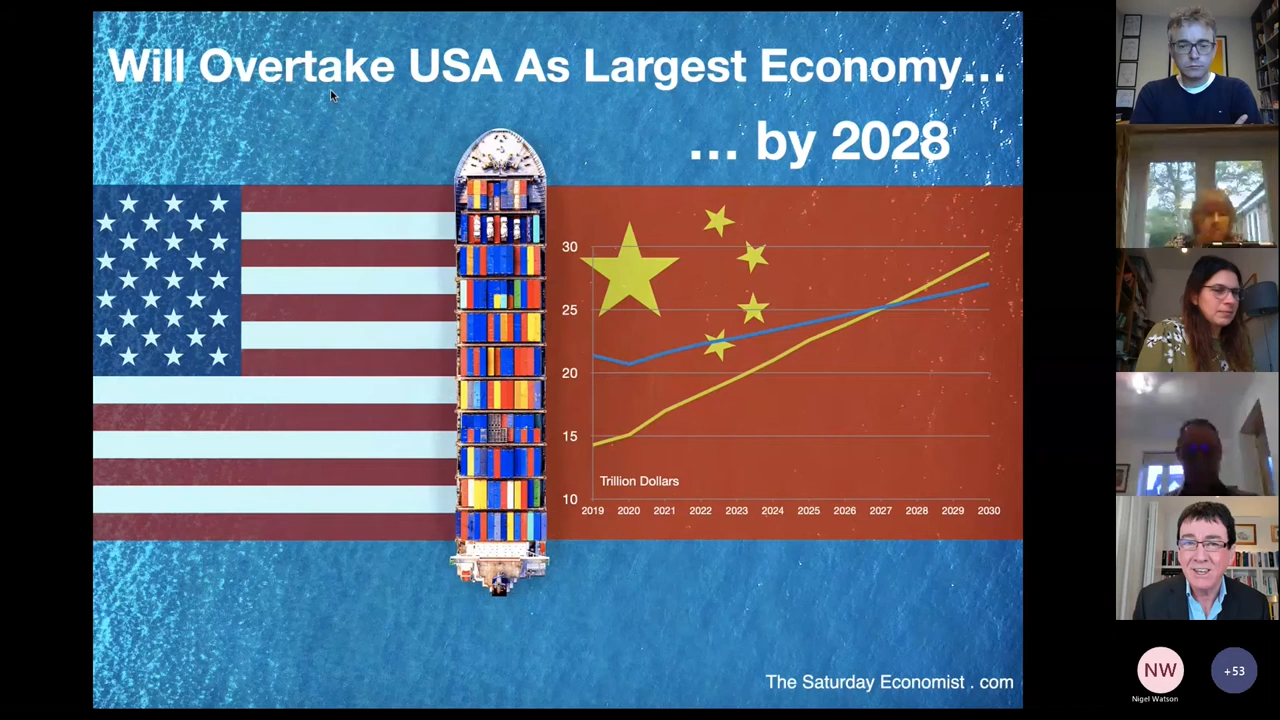 Will Overtake USA As Largest Economy...
... by 2028
30
25
20
15
10
Trillion Dollars
2019 2020 2021 2022 2023 2024 2025 2026 2027 2028 2029 2030
The Saturday Economist . com
NW
+53
Nigel Watson